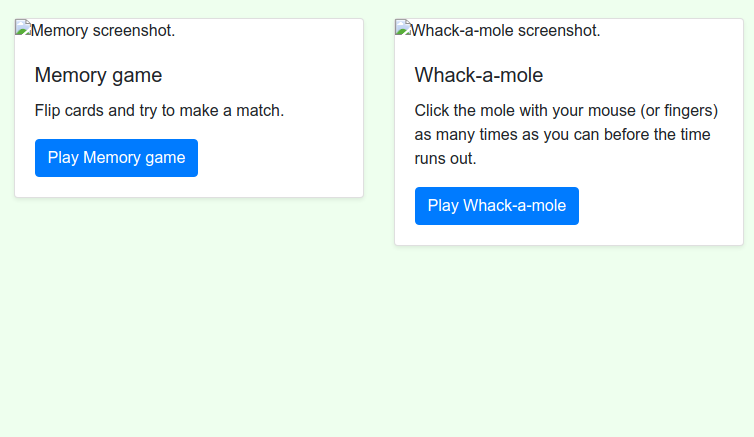 Memory screenshot.
Memory game
Flip cards and try to make a match.
Play Memory game
Whack-a-mole screenshot.
Whack-a-mole
Click the mole with your mouse (or fingers)
as many times as you can before the time
runs out.
Play Whack-a-mole